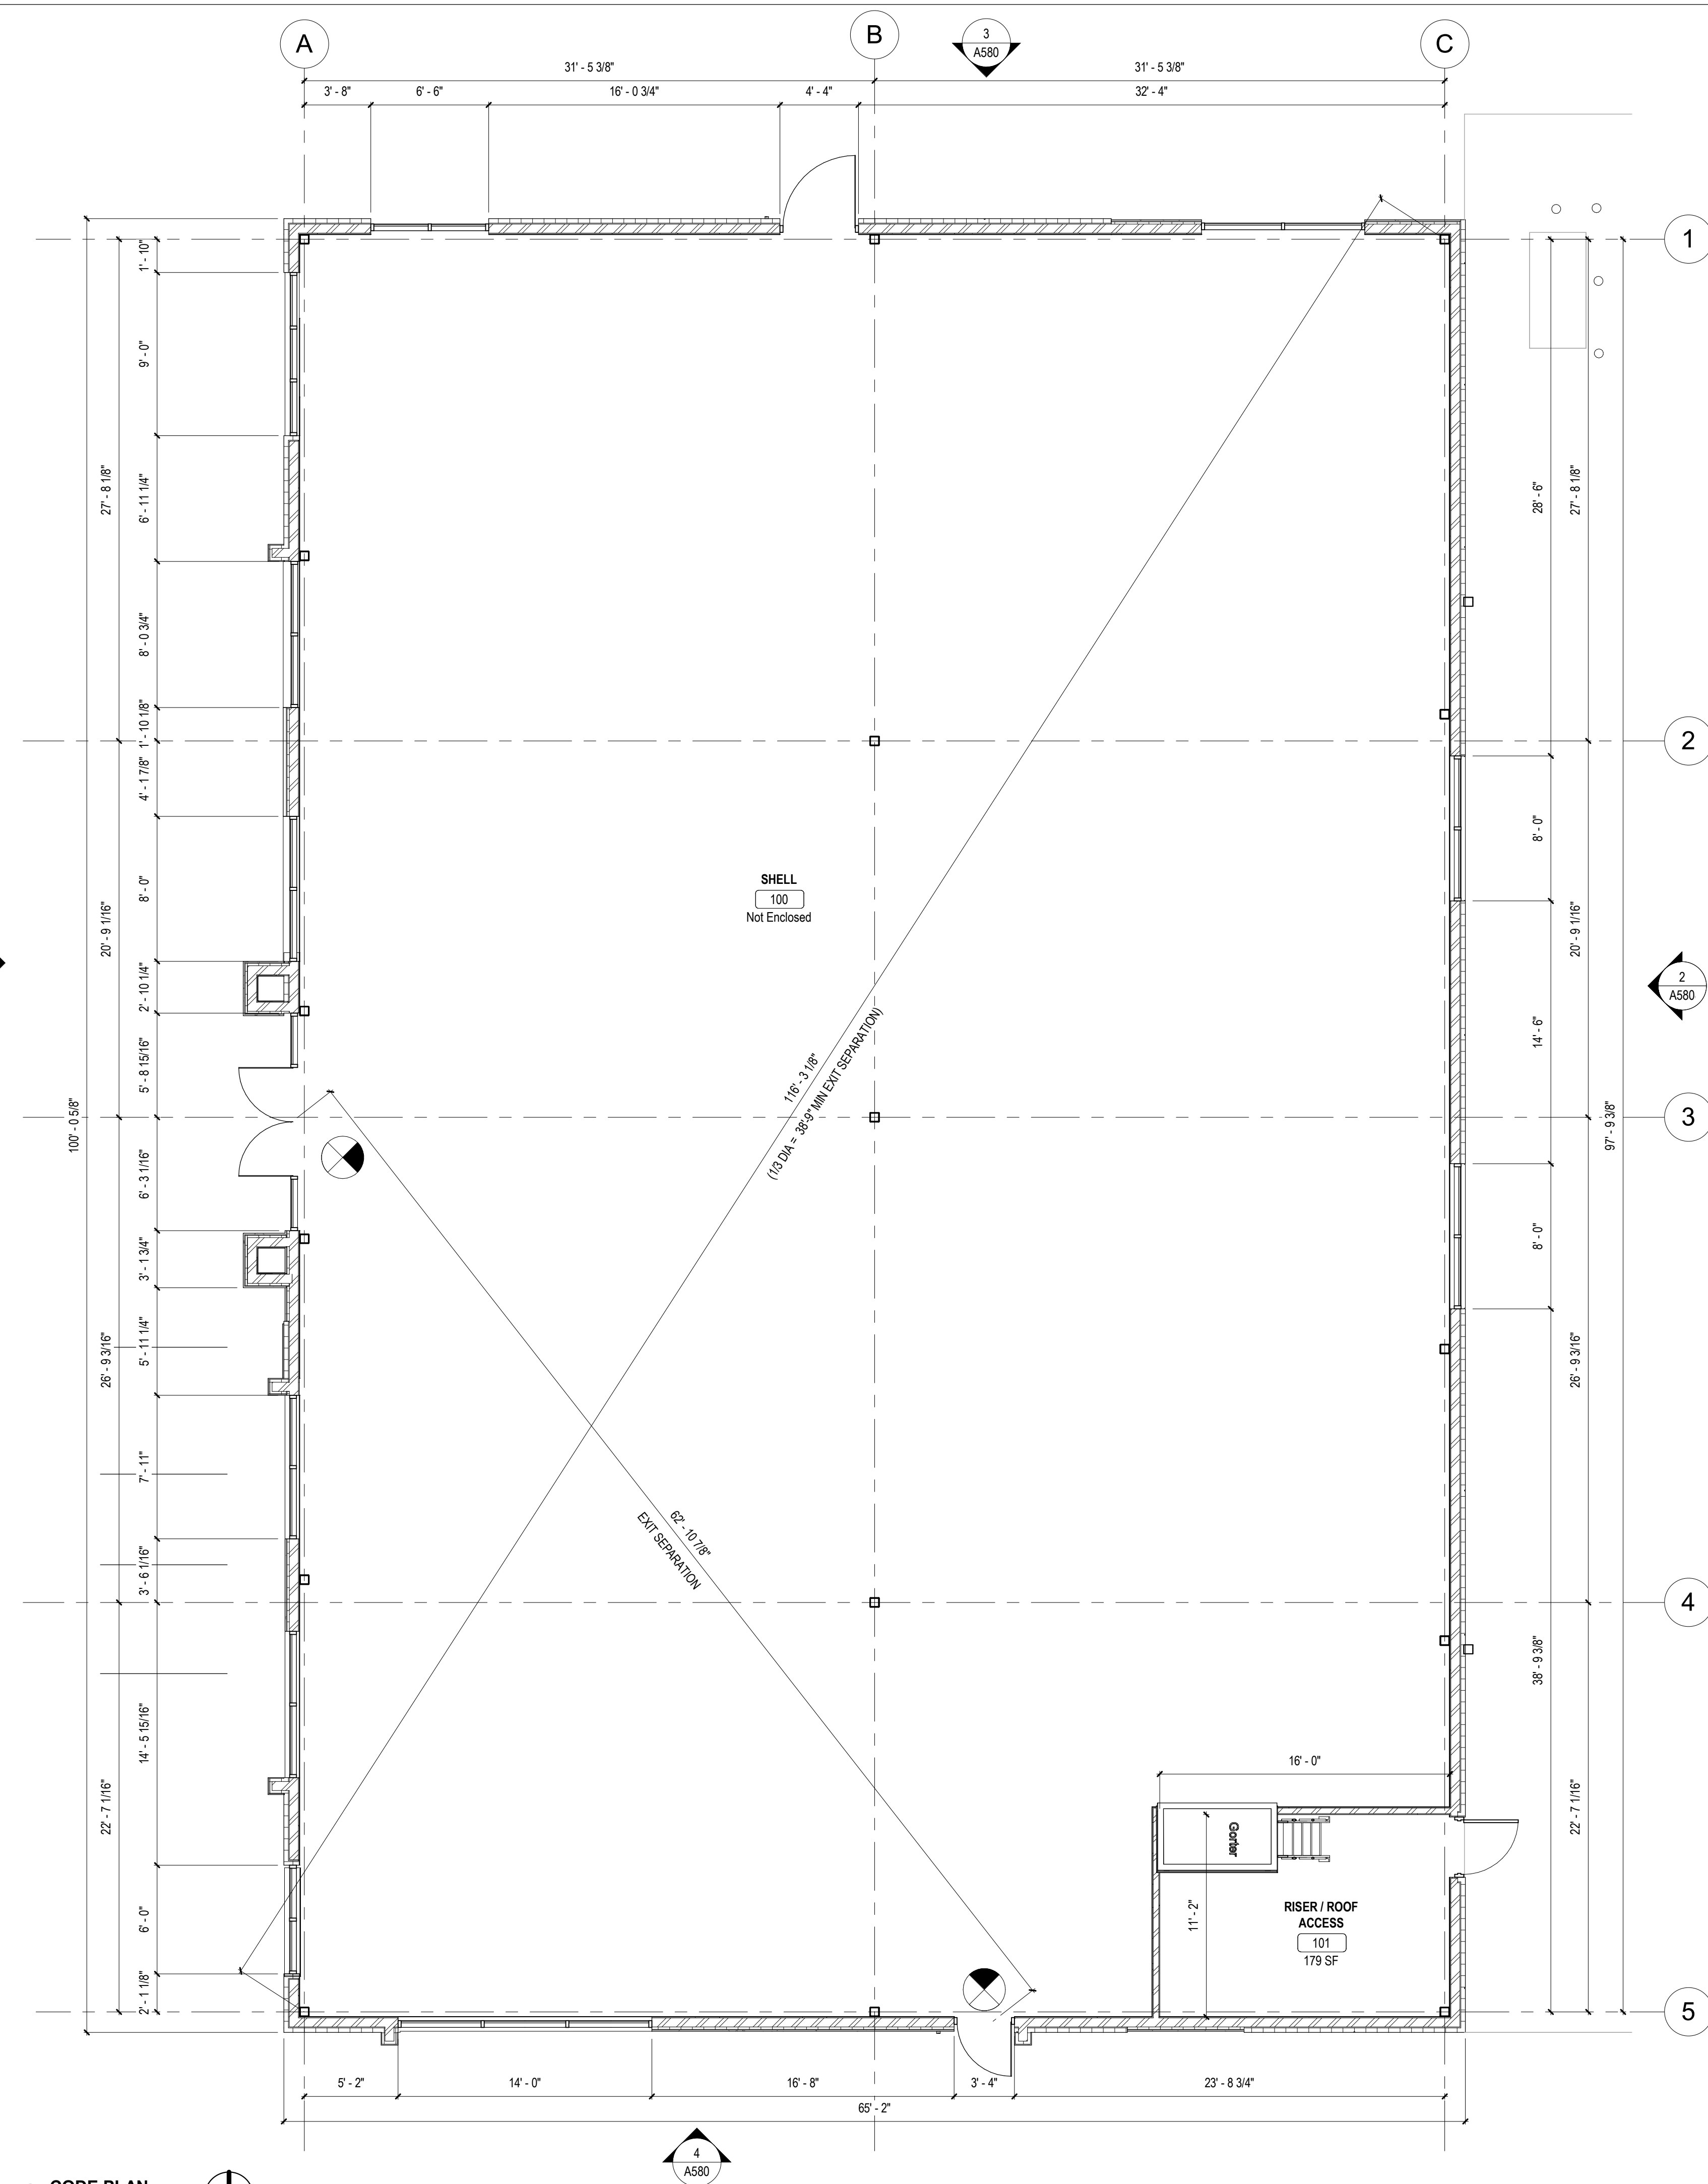 A
B
C
3
A580
31' - 5 3/8"
31' - 5 3/8"
3' - 8"
6' - 6"
16' - 0 3/4"
4' - 4"
32' - 4"
1
2
3
4
5
100' - 0 5/8"
27' - 8 1/8"
20' - 9 1/16"
26' - 9 3/16"
22' - 7 1/16"
1' - 10"
9' - 0"
6' - 11 1/4"
8' - 0 3/4"
1' - 10 1/8"
4' - 1 7/8"
8' - 0"
2' - 10 1/4"
5' - 8 15/16"
6' - 3 1/16"
3' - 1 3/4"
5' - 11 1/4"
7' - 11"
3' - 6 1/16"
14' - 5 15/16"
6' - 0"
2' - 1 1/8"
SHELL
100
Not Enclosed
116' - 3 1/8"
(1/3 DIA = 38'-9" MIN EXIT SEPARATION)
62' - 10 7/8"
EXIT SEPARATION
28' - 6"
8' - 0"
14' - 6"
8' - 0"
38' - 9 3/8"
27' - 8 1/8"
20' - 9 1/16"
26' - 9 3/16"
22' - 7 1/16"
97' - 9 3/8"
2
A580
16' - 0"
Gorter
11' - 2"
RISER / ROOF
ACCESS
101
179 SF
5' - 2"
14' - 0"
16' - 8"
3' - 4"
23' - 8 3/4"
65' - 2"
4
A580
CODE PLAN